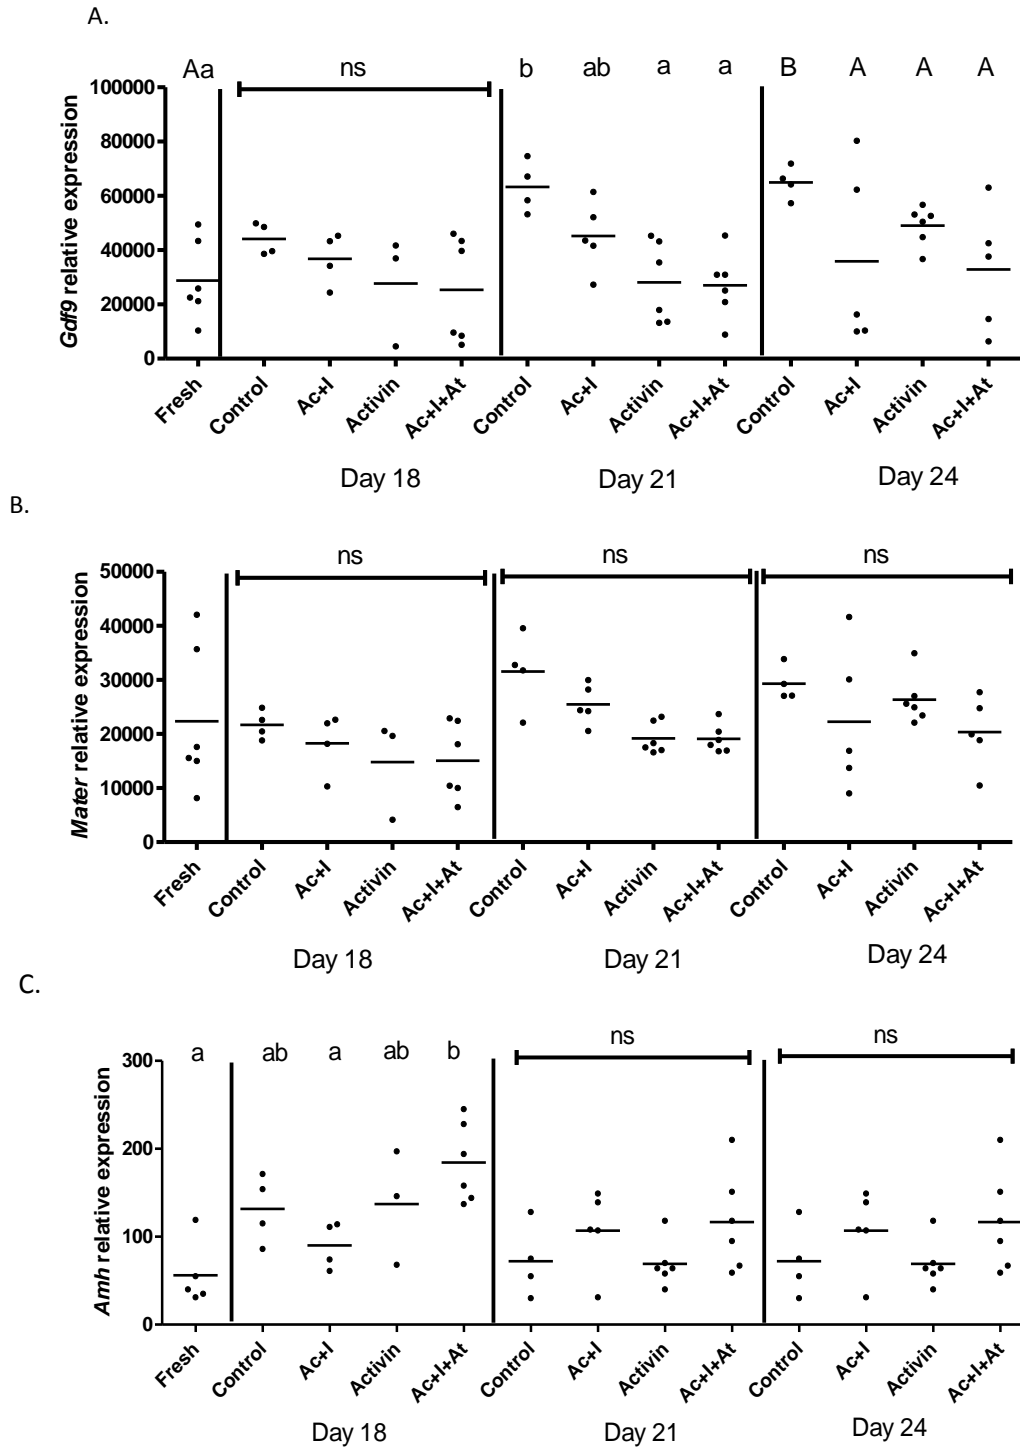 A.
Aa ns b ab a a B A A A
Gdf9 relative expression
100000
80000
60000
40000
20000
0
Fresh Control Ac+I Activin Ac+I+At Control Ac+I Activin Ac+I+At Control Ac+I Activin Ac+I+At
Day 18 Day 21 Day 24
B.
ns ns ns
Mater relative expression
50000
40000
30000
20000
10000
0
Fresh Control Ac+I Activin Ac+I+At Control Ac+I Activin Ac+I+At Control Ac+I Activin Ac+I+At
Day 18 Day 21 Day 24
C.
a ab a ab b ns ns
Amh relative expression
300
200
100
0
Fresh Control Ac+I Activin Ac+I+At Control Ac+I Activin Ac+I+At Control Ac+I Activin Ac+I+At
Day 18 Day 21 Day 24